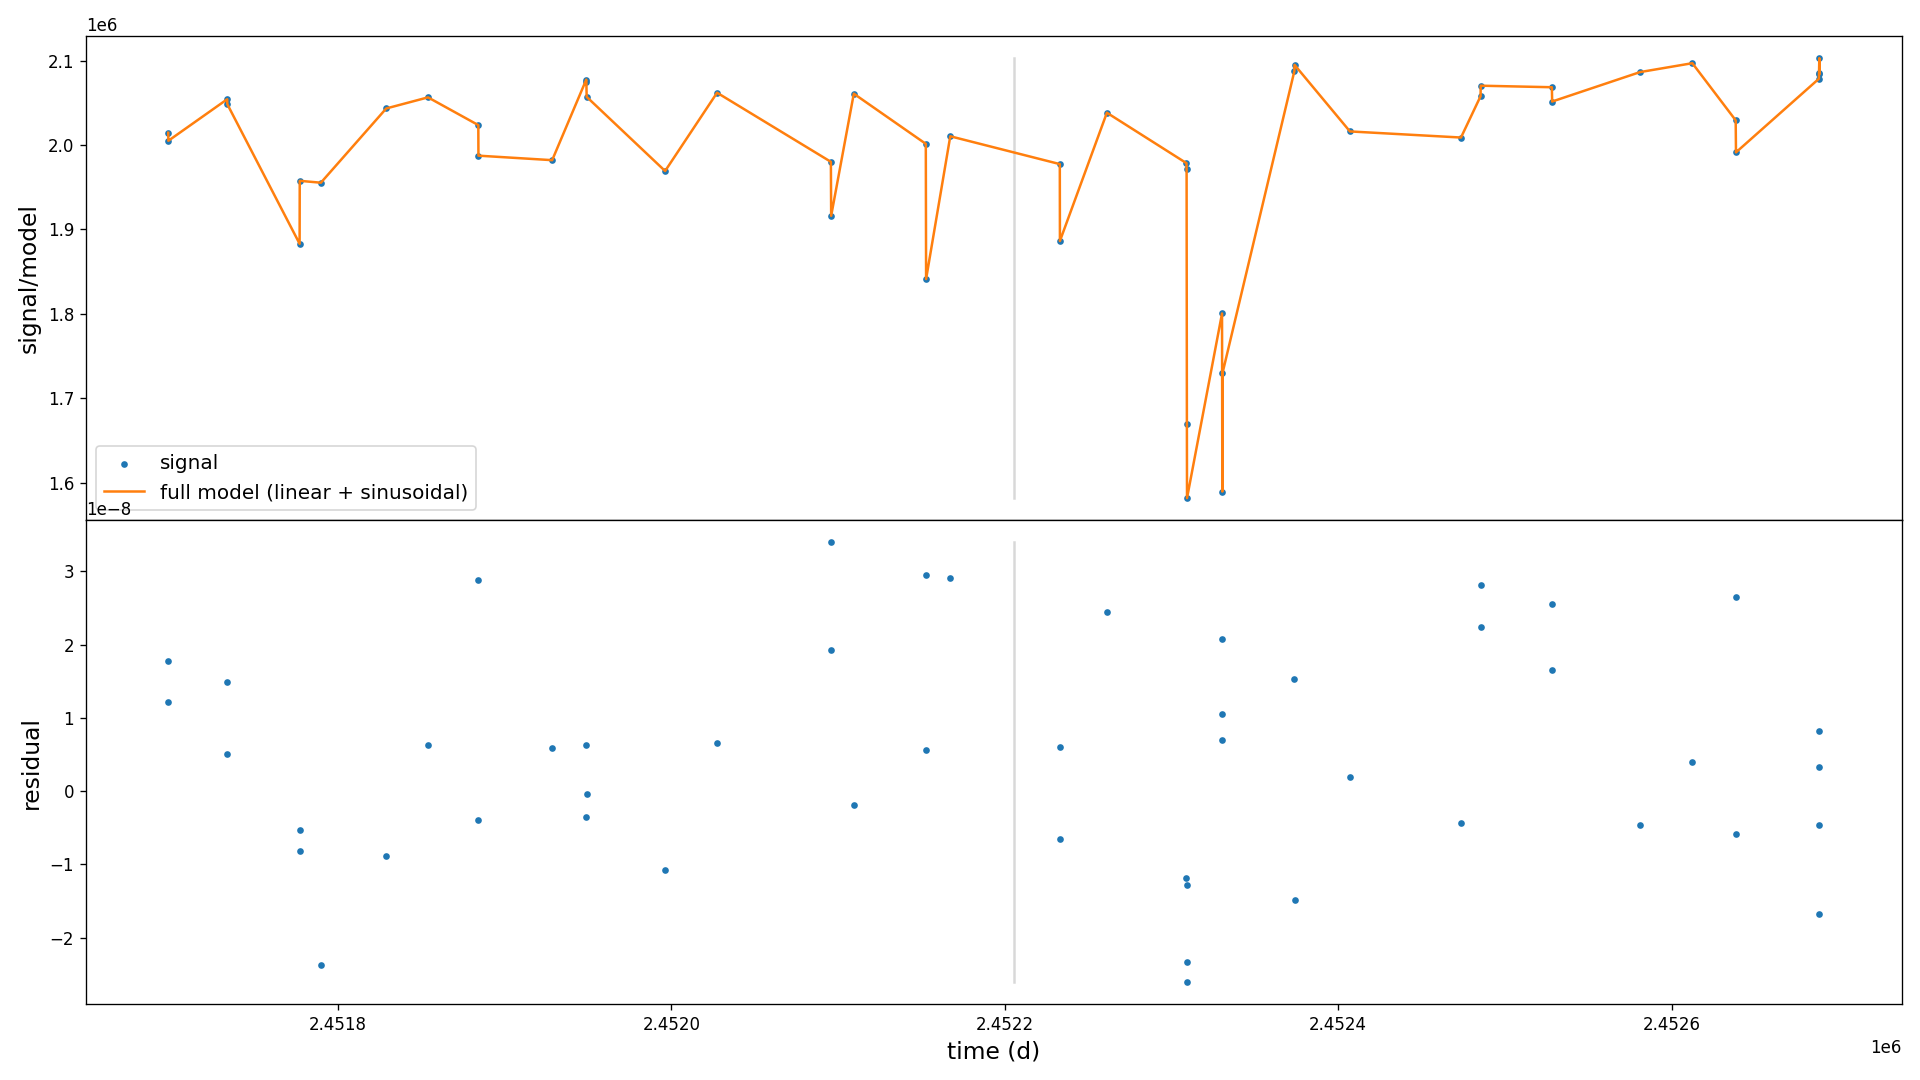 1e6
2.1
2.0
1.9
1.8
1.7
1.6
signal/model
signal
full model (linear + sinusoidal)
1e−8
3
2
1
0
−1
−2
residual
2.4518
2.4520
2.4522
2.4524
2.4526
1e6
time (d)